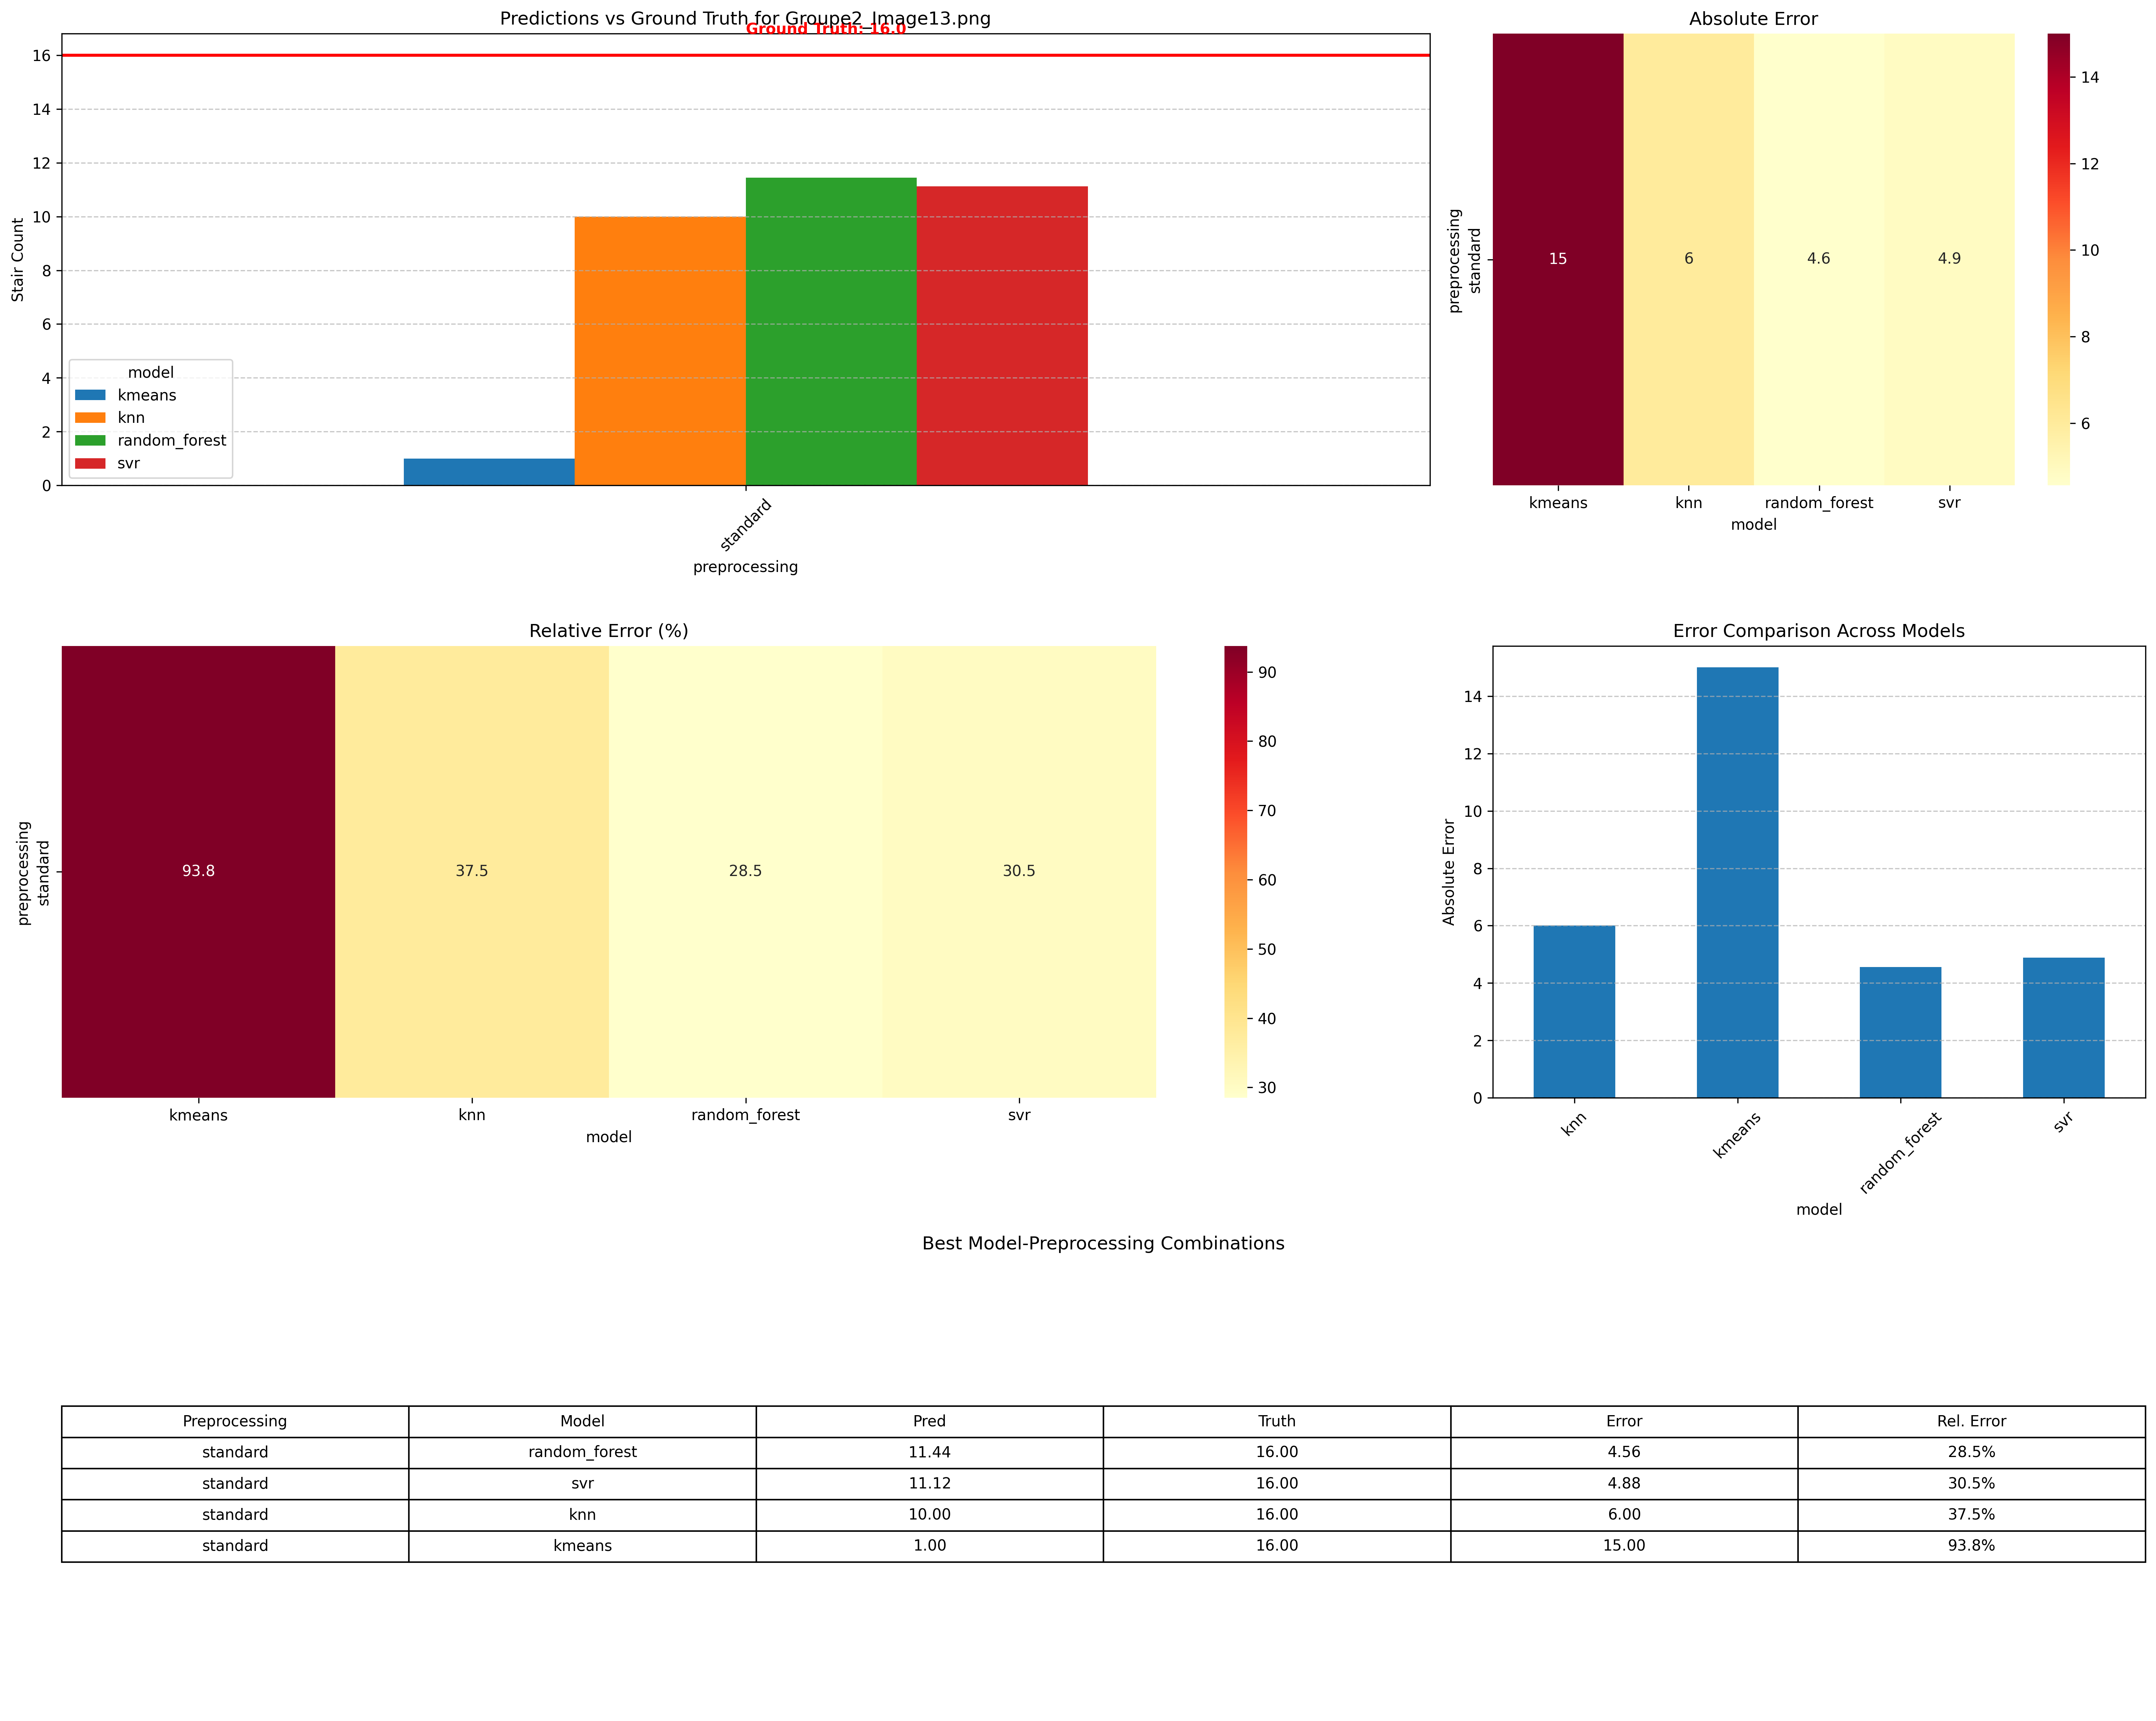 Predictions vs Ground Truth for Groupe2_Image13.png
Ground Truth: 16.0
Stair Count
16
14
12
10
8
6
4
2
0
model
kmeans
knn
random_forest
svr
standard
preprocessing
Absolute Error
preprocessing
standard
15 6 4.6 4.9
kmeans knn random_forest svr
model
14
12
10
8
6
Relative Error (%)
preprocessing
standard
93.8 37.5 28.5 30.5
kmeans knn random_forest svr
model
90
80
70
60
50
40
30
Error Comparison Across Models
Absolute Error
14
12
10
8
6
4
2
0
knn kmeans random_forest svr
model
Best Model-Preprocessing Combinations
Preprocessing Model Pred Truth Error Rel. Error
standard random_forest 11.44 16.00 4.56 28.5%
standard svr 11.12 16.00 4.88 30.5%
standard knn 10.00 16.00 6.00 37.5%
standard kmeans 1.00 16.00 15.00 93.8%